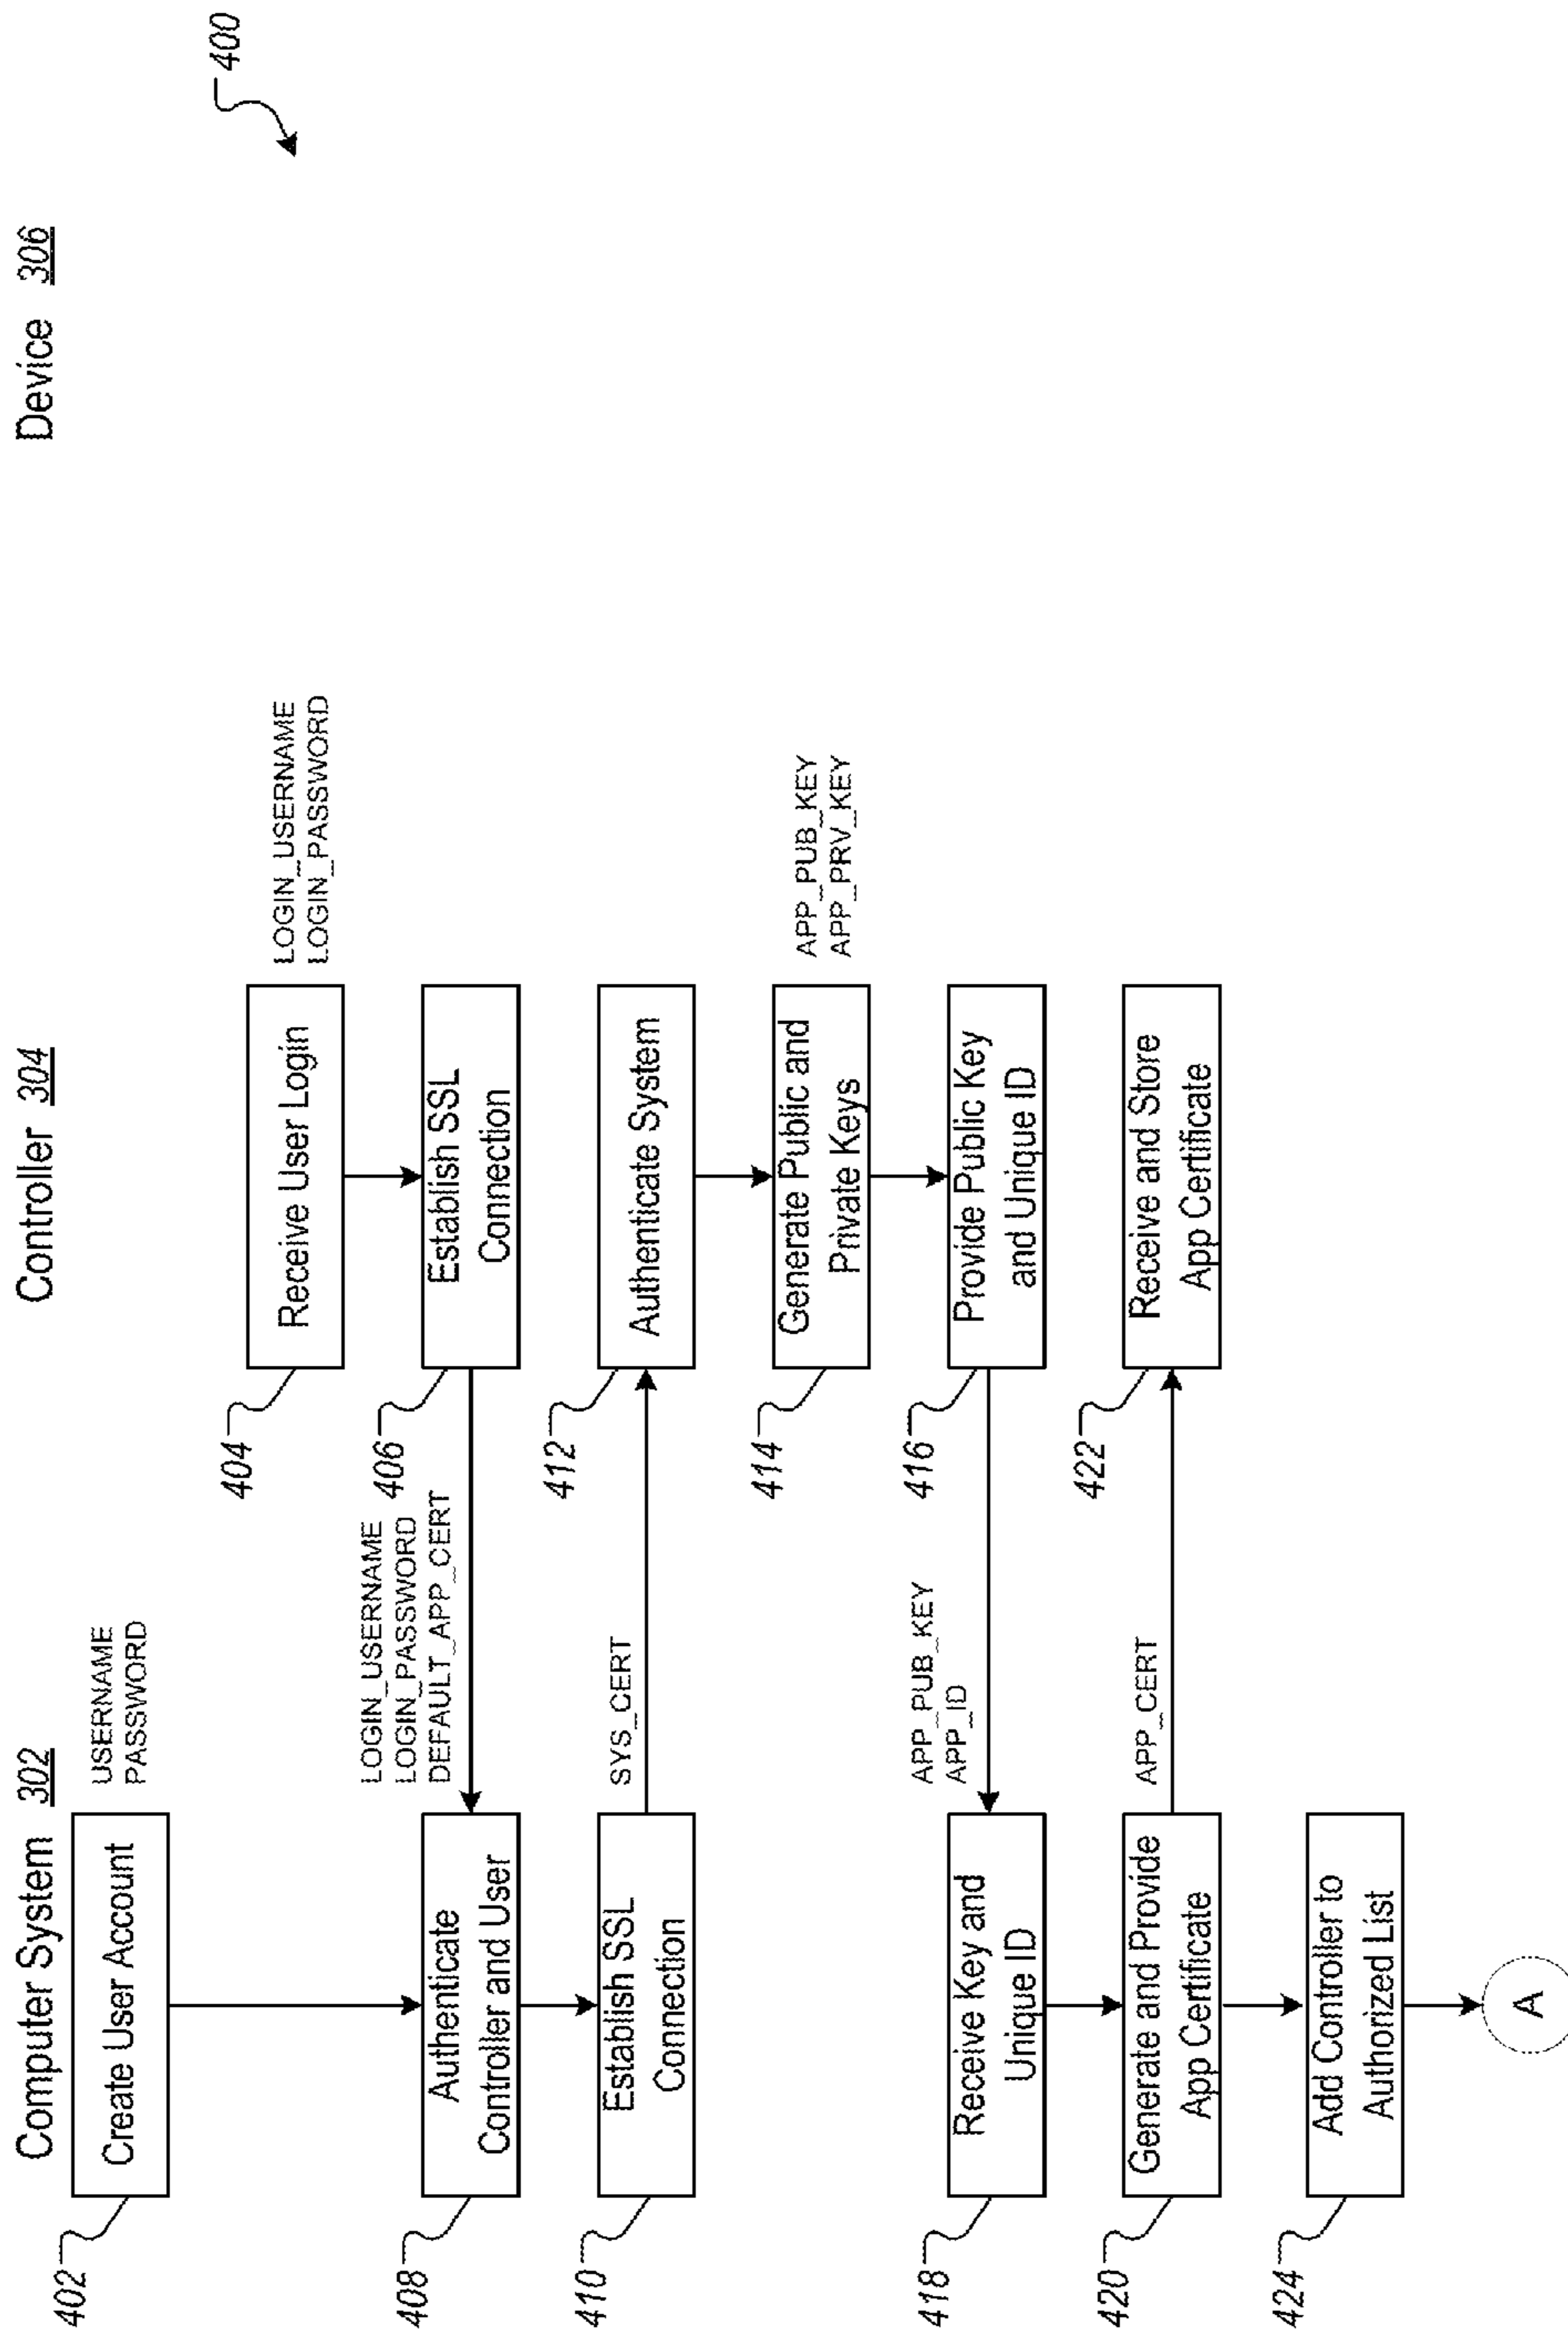 Computer System 302
Controller 304
Device 306
400
402
Create User Account
USERNAME
PASSWORD
404
Receive User Login
LOGIN_USERNAME
LOGIN_PASSWORD
408
Authenticate
Controller and User
LOGIN_USERNAME
LOGIN_PASSWORD
DEFAULT_APP_CERT
406
Establish SSL
Connection
410
Establish SSL
Connection
SYS_CERT
412
Authenticate System
414
Generate Public and
Private Keys
APP_PUB_KEY
APP_PRV_KEY
418
Receive Key and
Unique ID
APP_PUB_KEY
APP_ID
416
Provide Public Key
and Unique ID
420
Generate and Provide
App Certificate
APP_CERT
422
Receive and Store
App Certificate
424
Add Controller to
Authorized List
A